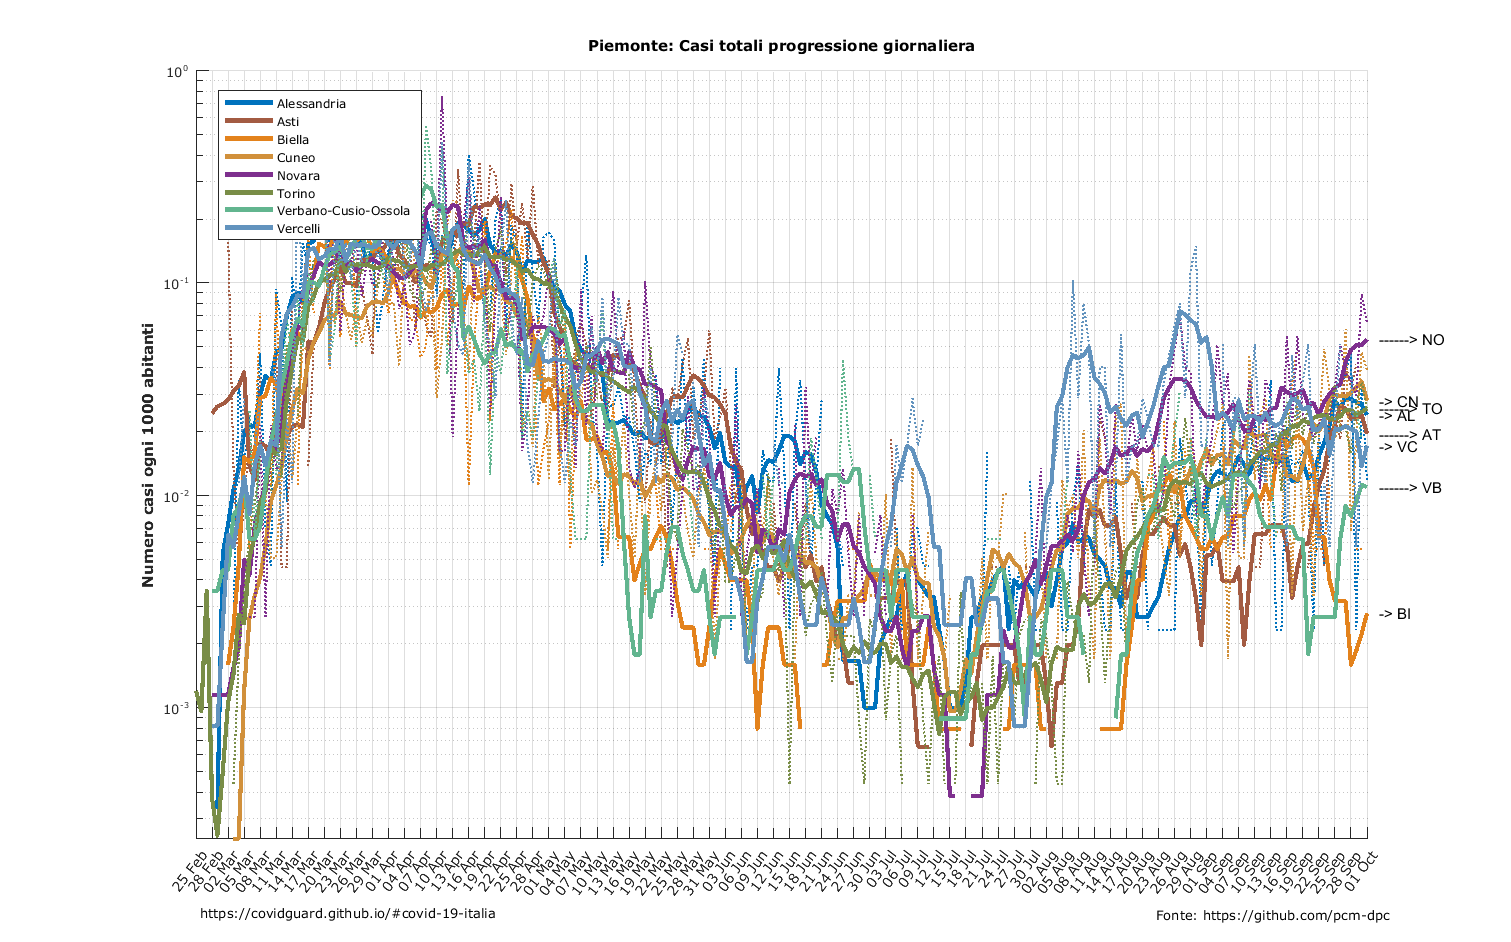 Piemonte: Casi totali progressione giornaliera
10^0
10^-1
10^-2
10^-3
Numero casi ogni 1000 abitanti
Alessandria
Asti
Biella
Cuneo
Novara
Torino
Verbano-Cusio-Ossola
Vercelli
------> NO
-> CN
------> TO
-> AL
------> AT
-> VC
------> VB
-> BI
25 Feb
28 Feb
02 Mar
05 Mar
08 Mar
11 Mar
14 Mar
17 Mar
20 Mar
23 Mar
26 Mar
29 Mar
01 Apr
04 Apr
07 Apr
10 Apr
13 Apr
16 Apr
19 Apr
22 Apr
25 Apr
28 Apr
01 May
04 May
07 May
10 May
13 May
16 May
19 May
22 May
25 May
28 May
31 May
03 Jun
06 Jun
09 Jun
12 Jun
15 Jun
18 Jun
21 Jun
24 Jun
27 Jun
30 Jun
03 Jul
06 Jul
09 Jul
12 Jul
15 Jul
18 Jul
21 Jul
24 Jul
27 Jul
30 Jul
02 Aug
05 Aug
08 Aug
11 Aug
14 Aug
17 Aug
20 Aug
23 Aug
26 Aug
29 Aug
01 Sep
04 Sep
07 Sep
10 Sep
13 Sep
16 Sep
19 Sep
22 Sep
25 Sep
28 Sep
01 Oct
https://covidguard.github.io/#covid-19-italia
Fonte: https://github.com/pcm-dpc